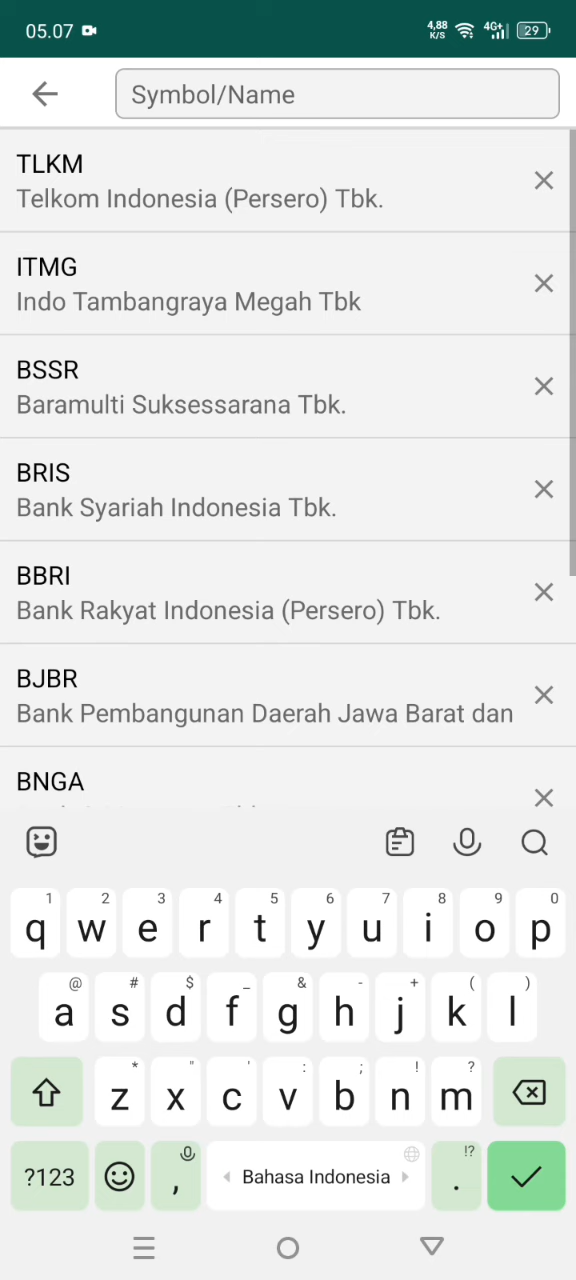 05.07
4,88
K/S
4G+
29
Symbol/Name
TLKM
Telkom Indonesia (Persero) Tbk.
ITMG
Indo Tambangraya Megah Tbk
BSSR
Baramulti Suksessarana Tbk.
BRIS
Bank Syariah Indonesia Tbk.
BBRI
Bank Rakyat Indonesia (Persero) Tbk.
BJBR
Bank Pembangunan Daerah Jawa Barat dan
BNGA
1 2 3 4 5 6 7 8 9 0
q w e r t y u i o p
@ # $ _ & - + ( )
a s d f g h j k l
* " ' : ; ! ?
z x c v b n m
!?
?123 , Bahasa Indonesia .